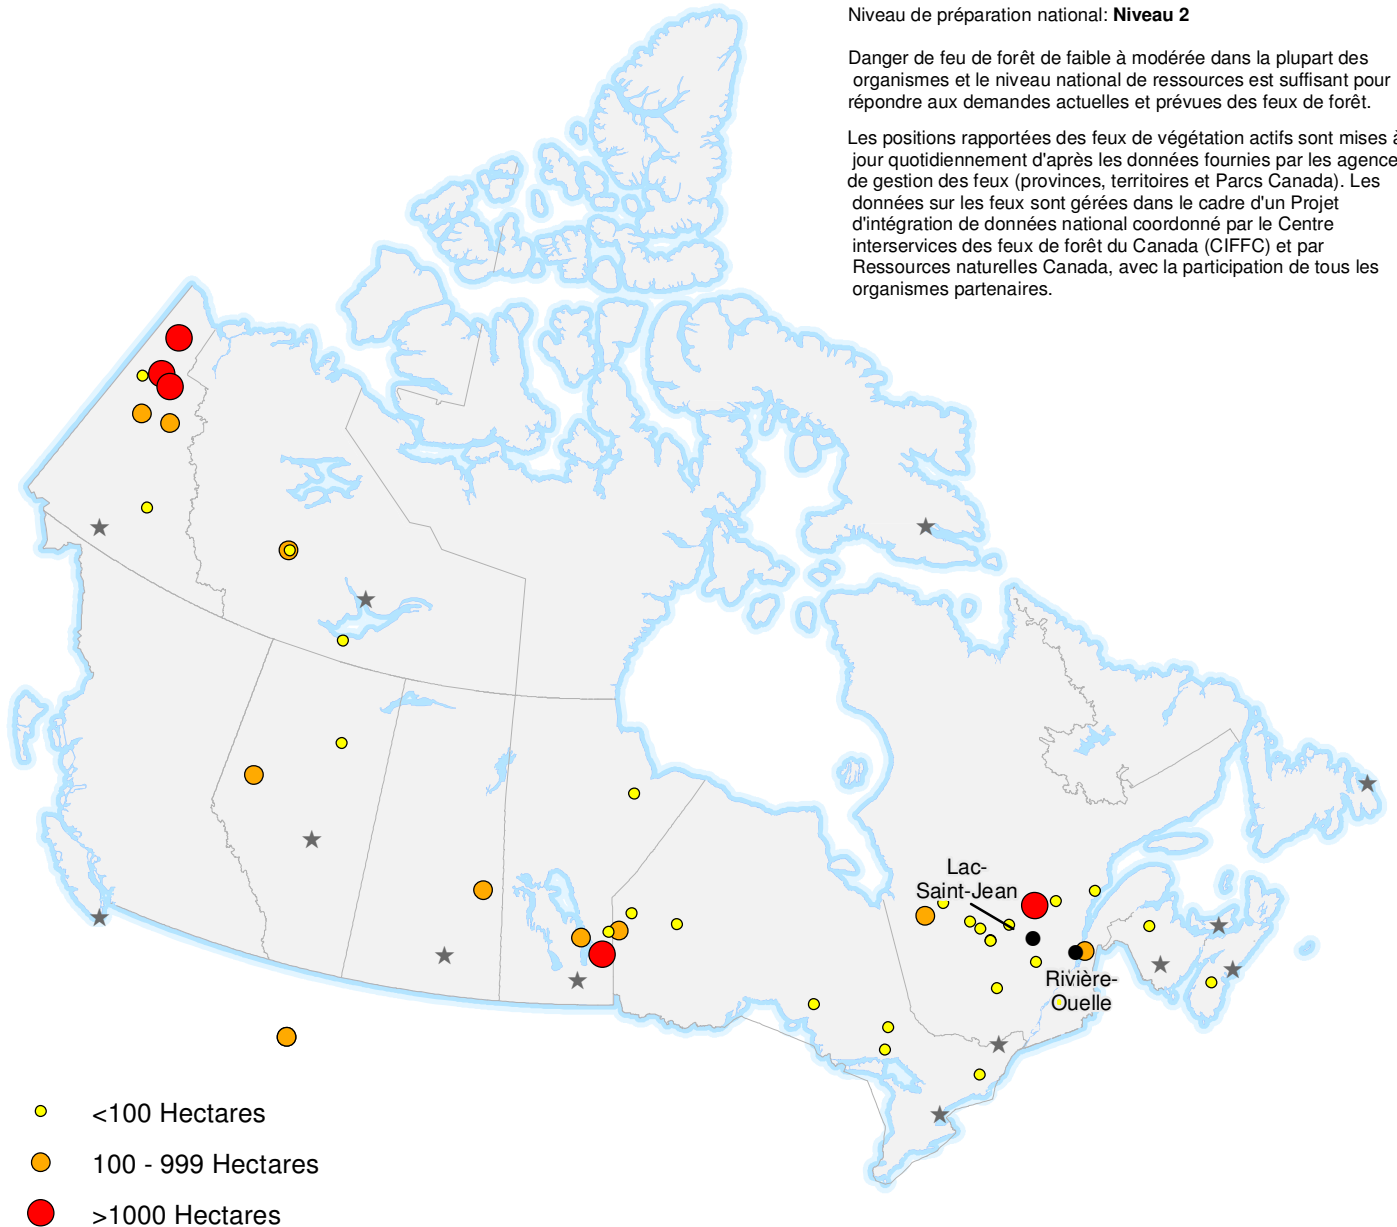 Niveau de préparation national: Niveau 2
Danger de feu de forêt de faible à modérée dans la plupart des
organismes et le niveau national de ressources est suffisant pour
répondre aux demandes actuelles et prévues des feux de forêt.
Les positions rapportées des feux de végétation actifs sont mises à
jour quotidiennement d'après les données fournies par les agence
de gestion des feux (provinces, territoires et Parcs Canada). Les
données sur les feux sont gérées dans le cadre d'un Projet
d'intégration de données national coordonné par le Centre
interservices des feux de forêt du Canada (CIFFC) et par
Ressources naturelles Canada, avec la participation de tous les
organismes partenaires.
Lac-
Saint-Jean
Rivière-
Ouelle
<100 Hectares
100 - 999 Hectares
>1000 Hectares